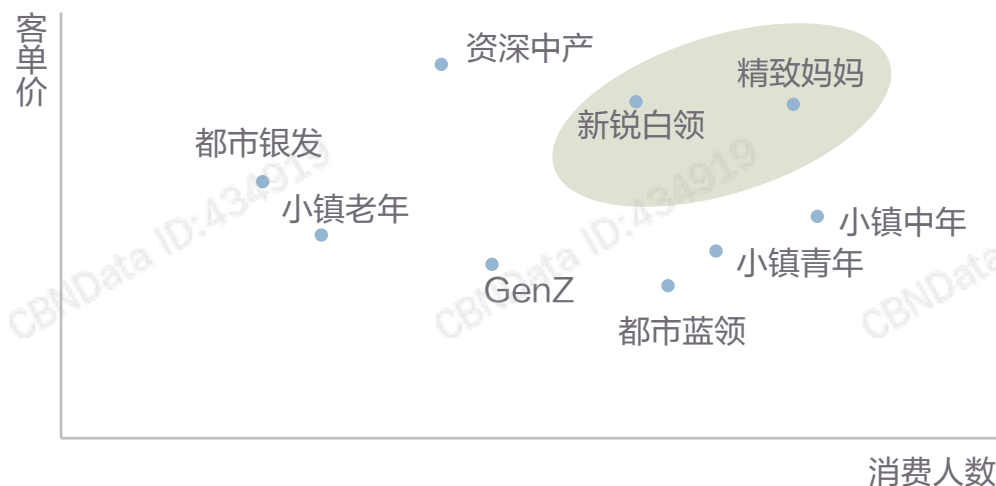 客单价
资深中产
精致妈妈
新锐白领
都市银发
小镇老年
小镇中年
小镇青年
GenZ
都市蓝领
消费人数
CBNData ID:434919
CBNData ID:434919
CBNData